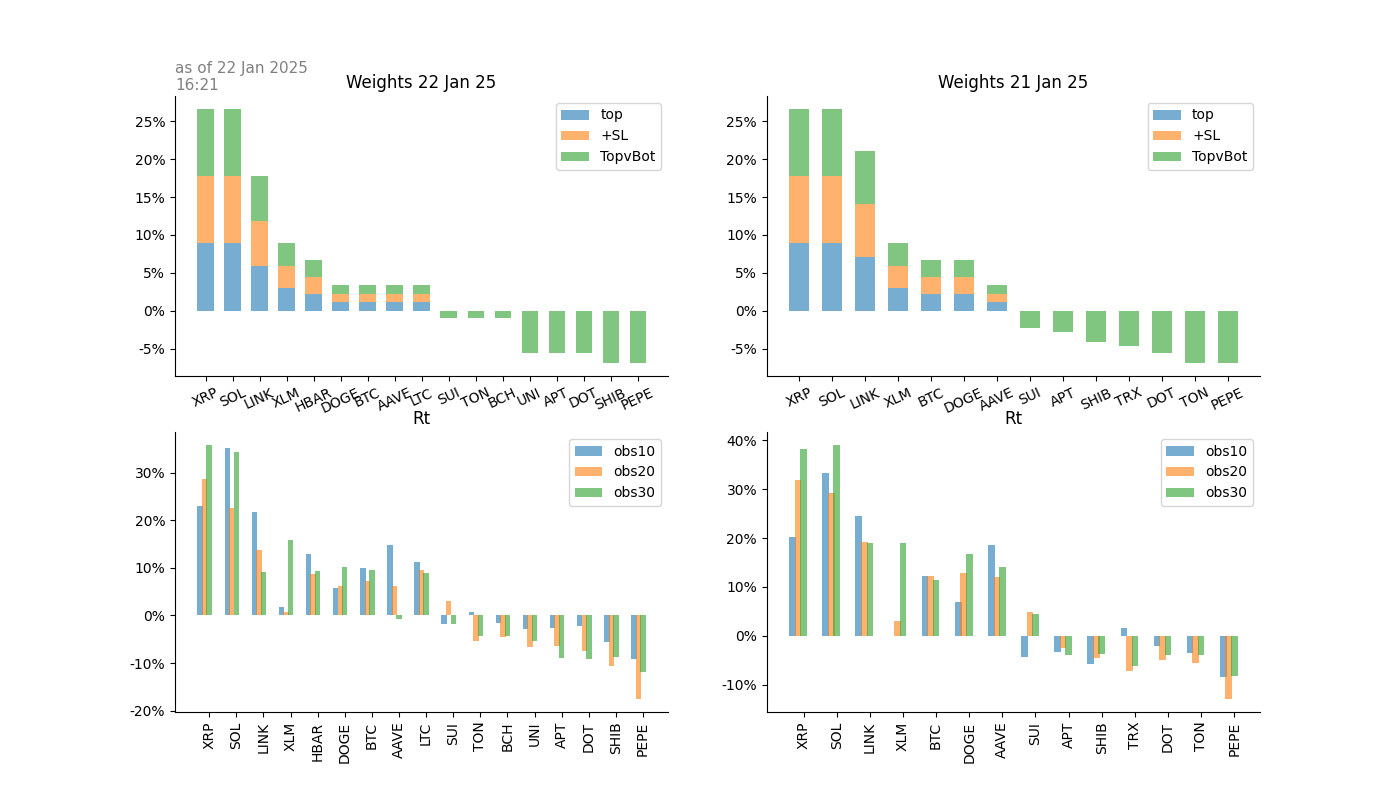 as of 22 Jan 2025
16:21
Weights 22 Jan 25
25%
20%
15%
10%
5%
0%
-5%
top
+SL
TopvBot
XRP SOL LINK XLM HBAR DOGE BTC AAVE LTC SUI TON BCH UNI APT DOT SHIB PEPE
Weights 21 Jan 25
25%
20%
15%
10%
5%
0%
-5%
top
+SL
TopvBot
XRP SOL LINK XLM BTC DOGE AAVE SUI APT SHIB TRX DOT TON PEPE
Rt
30%
20%
10%
0%
-10%
-20%
obs10
obs20
obs30
XRP SOL LINK XLM HBAR DOGE BTC AAVE LTC SUI TON BCH UNI APT DOT SHIB PEPE
Rt
40%
30%
20%
10%
0%
-10%
obs10
obs20
obs30
XRP SOL LINK XLM BTC DOGE AAVE SUI APT SHIB TRX DOT TON PEPE